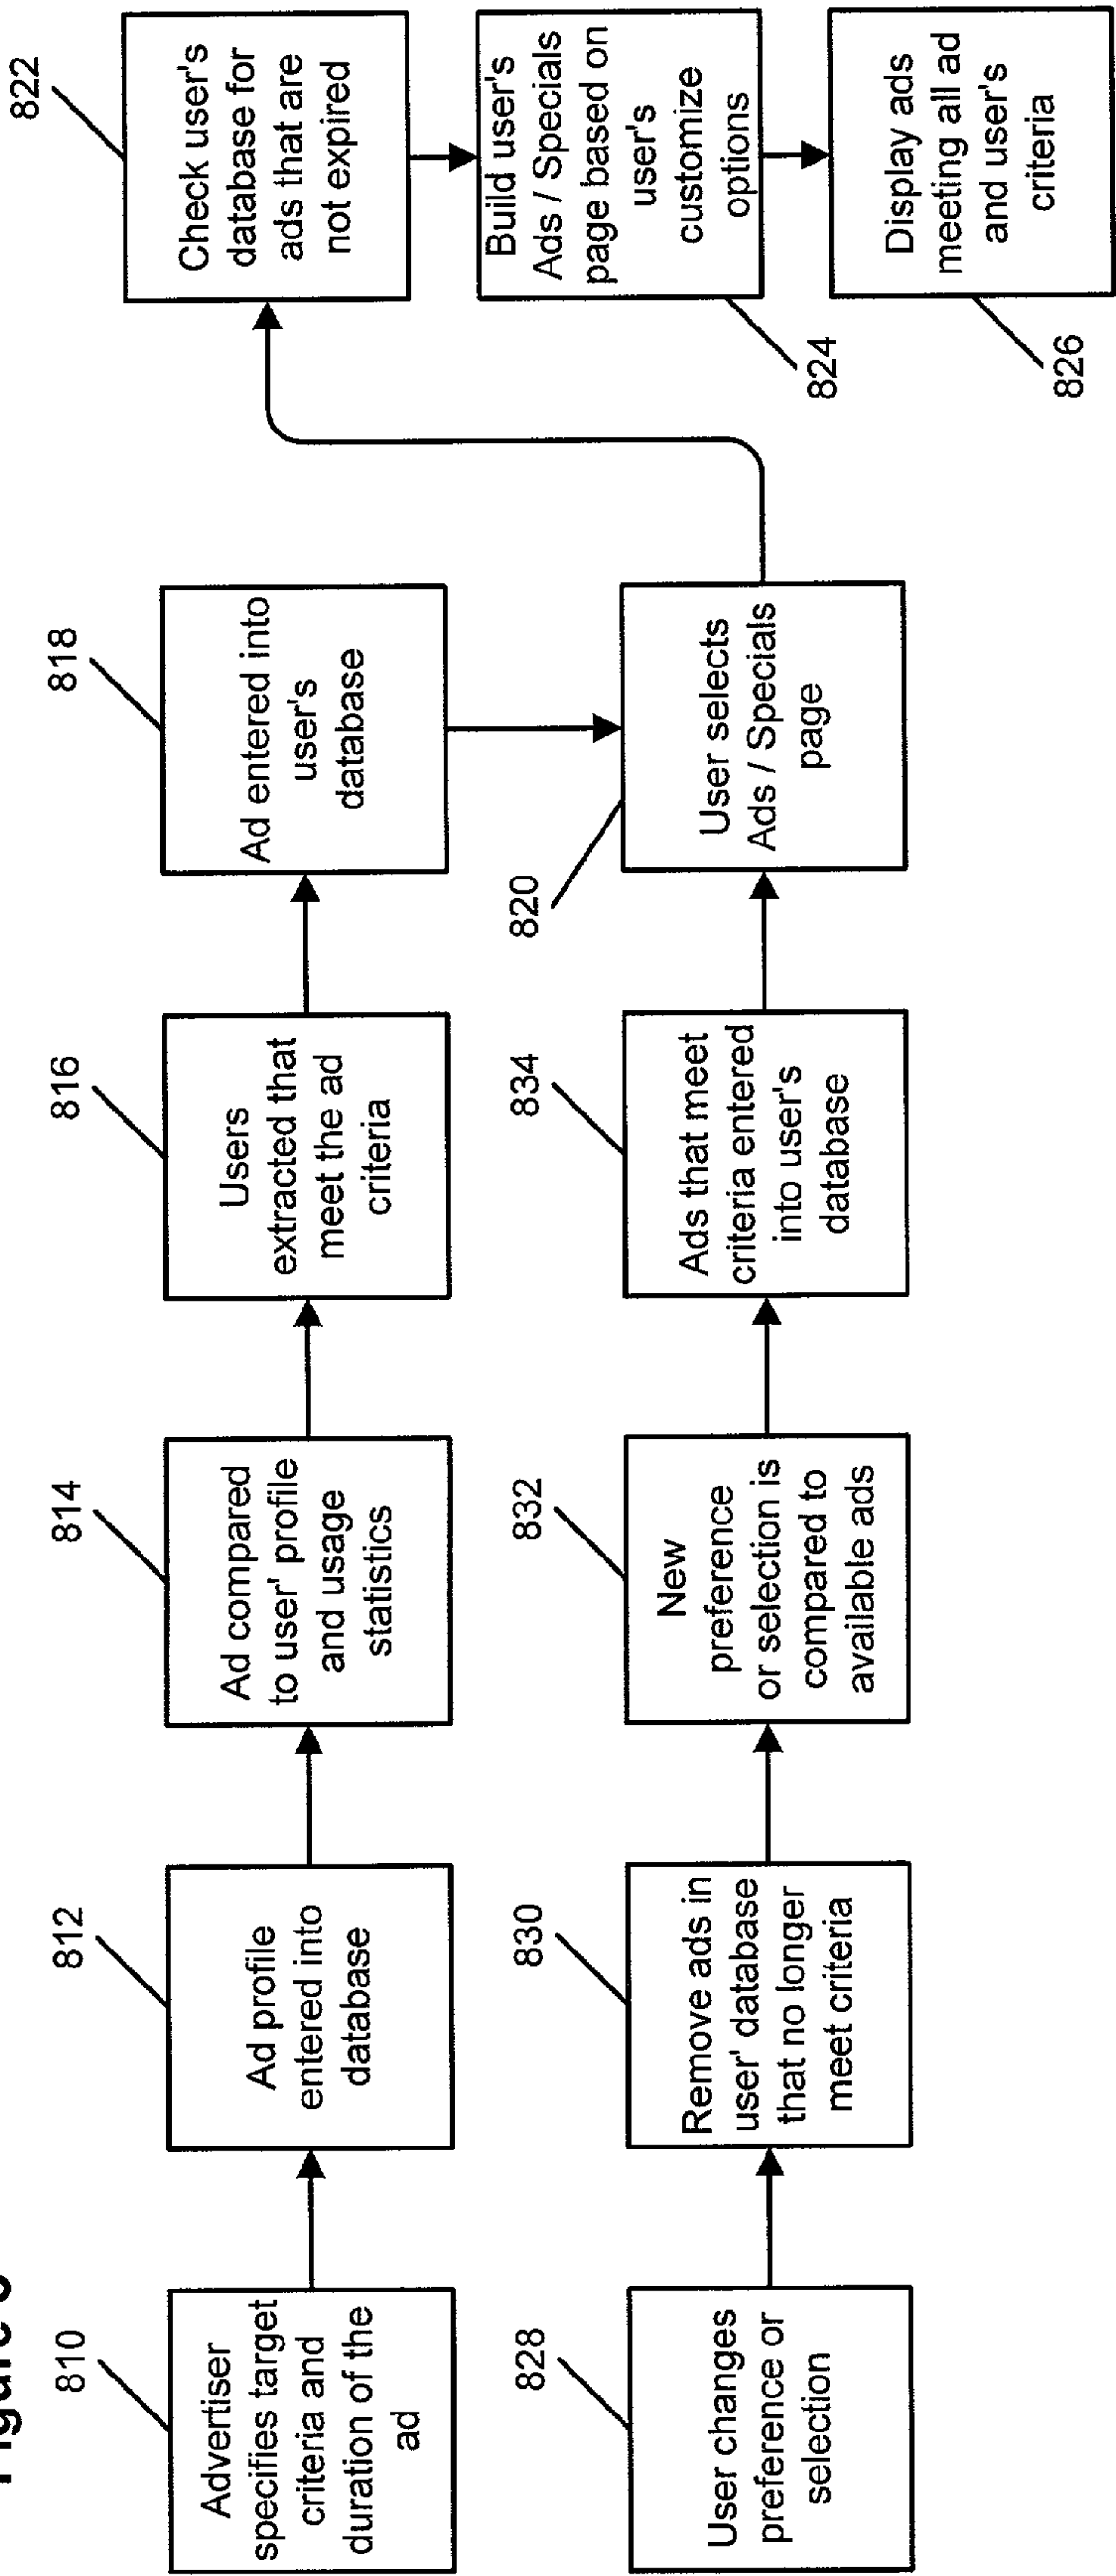 Figure
810
Advertiser
specifies target
criteria and
duration of the
ad
812
Ad profile
entered into
database
814
Ad compared
to user' profile
and usage
statistics
816
Users
extracted that
meet the ad
criteria
818
Ad entered into
user's
database
822
Check user's
database for
ads that are
not expired
828
User changes
preference or
selection
830
Remove ads in
user' database
that no longer
meet criteria
832
New
preference
or selection is
compared to
available ads
834
Ads that meet
criteria entered
into user's
database
820
User selects
Ads / Specials
page
Build user's
Ads / Specials
page based on
user's
customize
options
824
Display ads
meeting all ad
and user's
criteria
826